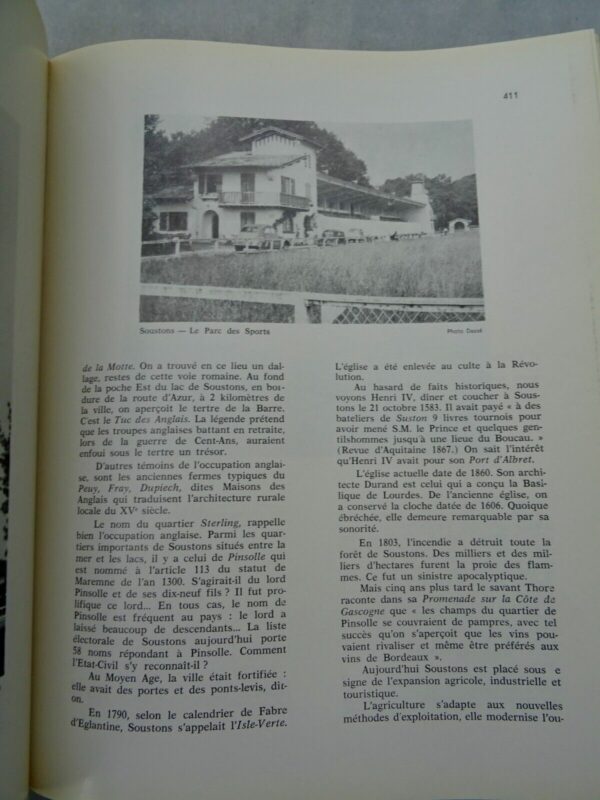 411
Soustons — Le Parc des Sports
Photo Daval
de la Motte. On a trouvé en ce lieu un dal-
lage, restes de cette voie romaine. Au fond
de la poche Est du lac de Soustons, en bor-
dure de la route d'Azur, à 2 kilomètres de
la ville, on aperçoit le tertre de la Barre.
C'est le Tuc des Anglais. La légende prétend
que les troupes anglaises battant en retraite,
lors de la guerre de Cent-Ans, auraient
enfoui sous le tertre un trésor.
D'autres témoins de l'occupation anglai-
se, sont les anciennes fermes typiques du
Peuy, Fray, Dupiech, dites Maisons des
Anglais qui traduisent l'architecture rurale
locale du XVe siècle.
Le nom du quartier Sterling, rappelle
bien l'occupation anglaise. Parmi les quar-
tiers importants de Soustons situés entre la
mer et les lacs, il y a celui de Pinsolle qui
est nommé à l'article 113 du statut de
Maremne de l'an 1300. S'agirait-il du lord
Pinsolle et de ses dix-neuf fils ? Il fut pro-
lifique ce lord... En tous cas, le nom de
Pinsolle est fréquent au pays : le lord a
laissé beaucoup de descendants... La liste
électorale de Soustons aujourd'hui porte
58 noms répondant à Pinsolle. Comment
l'Etat-Civil s'y reconnaît-il ?
Au Moyen Age, la ville était fortifiée :
elle avait des portes et des ponts-levis, dit-
on.
En 1790, selon le calendrier de Fabre
d'Eglantine, Soustons s'appelait l'Isle-Verte.
L'église a été enlevée au culte à la Révo-
lution.
Au hasard de faits historiques, nous
voyons Henri IV, dîner et coucher à Sous-
tons le 21 octobre 1583. Il avait payé « à des
bateliers de Suston 9 livres tournois pour
avoir mené S.M. le Prince et quelques gen-
tilshommes jusqu'à une lieue du Boucau. »
(Revue d'Aquitaine 1867.) On sait l'intérêt
qu'Henri IV avait pour son Port d'Albret.
L'église actuelle date de 1860. Son archi-
tecte Durand est celui qui a conçu la Basi-
lique de Lourdes. De l'ancienne église, on
a conservé la cloche datée de 1606. Quoique
ébréchée, elle demeure remarquable par sa
sonorité.
En 1803, l'incendie a détruit toute la
forêt de Soustons. Des milliers et des mil-
liers d'hectares furent la proie des flam-
mes. Ce fut un sinistre apocalyptique.
Mais cinq ans plus tard le savant Thore
raconte dans sa Promenade sur la Côte de
Gascogne que « les champs du quartier de
Pinsolle se couvraient de pampres, avec tel
succès qu'on s'aperçoit que les vins pou-
vaient rivaliser et même être préférés aux
vins de Bordeaux ».
Aujourd'hui Soustons est placé sous e
signe de l'expansion agricole, industrielle et
touristique.
L'agriculture s'adapte aux nouvelles
méthodes d'exploitation, elle modernise l'ou-